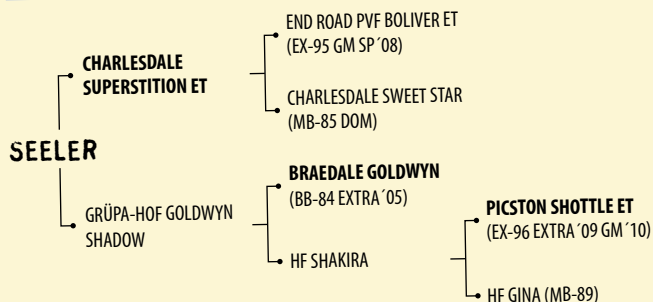 END ROAD PVF BOLIVER ET
(EX-95 GM SP´08)
CHARLESDALE
SUPERSTITION ET
CHARLESDALE SWEET STAR
(MB-85 DOM)
SEELER
BRAEDALE GOLDWYN
(BB-84 EXTRA´05)
GRÜPA-HOF GOLDWYN
SHADOW
PICSTON SHOTTLE ET
(EX-96 EXTRA´09 GM´10)
HF SHAKIRA
HF GINA (MB-89)